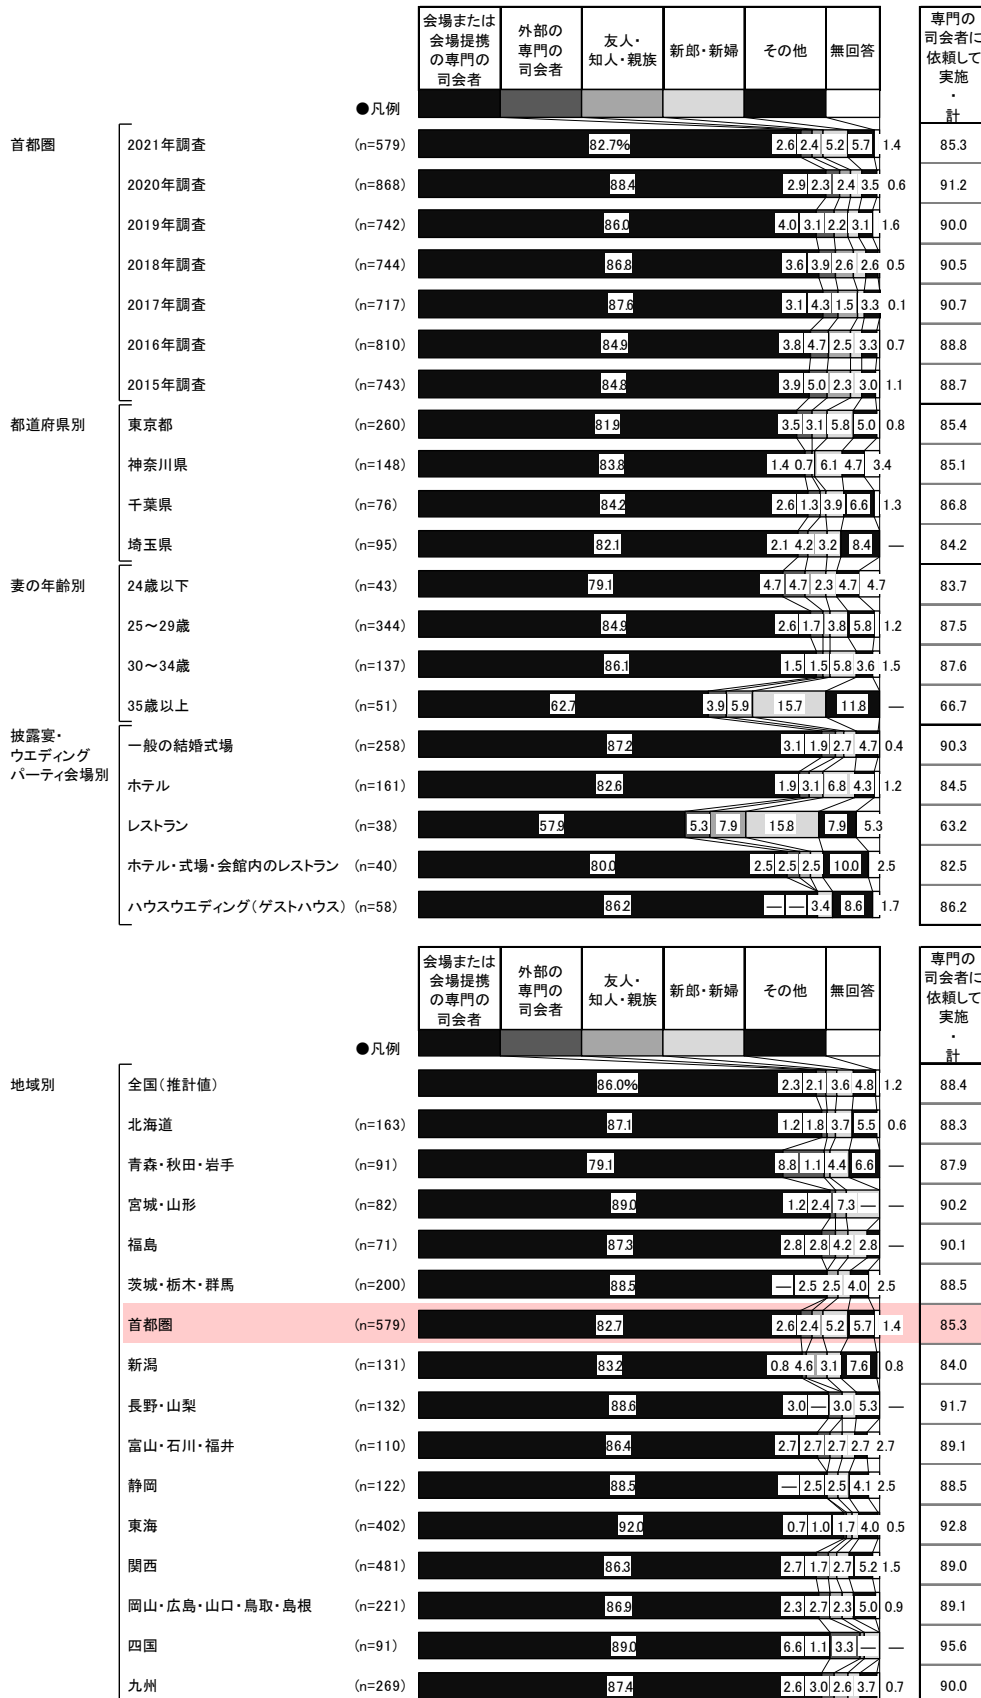 会場または
会場提携
の専門の
司会者
外部の
専門の
司会者
友人・
知人・親族
新郎・新婦
その他
無回答
専門の
司会者に
依頼して
実施
・
計
●凡例
首都圏 2021年調査 (n=579) 82.7% 2.6 2.4 5.2 5.7 1.4 85.3
2020年調査 (n=868) 88.4 2.9 2.3 2.4 3.5 0.6 91.2
2019年調査 (n=742) 86.0 4.0 3.1 2.2 3.1 1.6 90.0
2018年調査 (n=744) 86.8 3.6 3.9 2.6 2.6 0.5 90.5
2017年調査 (n=717) 87.6 3.1 4.3 1.5 3.3 0.1 90.7
2016年調査 (n=810) 84.9 3.8 4.7 2.5 3.3 0.7 88.8
2015年調査 (n=743) 84.8 3.9 5.0 2.3 3.0 1.1 88.7
都道府県別 東京都 (n=260) 81.9 3.5 3.1 5.8 5.0 0.8 85.4
神奈川県 (n=148) 83.8 1.4 0.7 6.1 4.7 3.4 85.1
千葉県 (n=76) 84.2 2.6 1.3 3.9 6.6 1.3 86.8
埼玉県 (n=95) 82.1 2.1 4.2 3.2 8.4 — 84.2
妻の年齢別 24歳以下 (n=43) 79.1 4.7 4.7 2.3 4.7 4.7 83.7
25～29歳 (n=344) 84.9 2.6 1.7 3.8 5.8 1.2 87.5
30～34歳 (n=137) 86.1 1.5 1.5 5.8 3.6 1.5 87.6
35歳以上 (n=51) 62.7 3.9 5.9 15.7 11.8 — 66.7
披露宴・
ウエディング
パーティ会場別
一般の結婚式場 (n=258) 87.2 3.1 1.9 2.7 4.7 0.4 90.3
ホテル (n=161) 82.6 1.9 3.1 6.8 4.3 1.2 84.5
レストラン (n=38) 57.9 5.3 7.9 15.8 7.9 5.3 63.2
ホテル・式場・会館内のレストラン (n=40) 80.0 2.5 2.5 2.5 10.0 2.5 82.5
ハウスウエディング(ゲストハウス) (n=58) 86.2 — — 3.4 8.6 1.7 86.2
会場または
会場提携
の専門の
司会者
外部の
専門の
司会者
友人・
知人・親族
新郎・新婦
その他
無回答
専門の
司会者に
依頼して
実施
・
計
●凡例
地域別 全国(推計値) 86.0% 2.3 2.1 3.6 4.8 1.2 88.4
北海道 (n=163) 87.1 1.2 1.8 3.7 5.5 0.6 88.3
青森・秋田・岩手 (n=91) 79.1 8.8 1.1 4.4 6.6 — 87.9
宮城・山形 (n=82) 89.0 1.2 2.4 7.3 — — 90.2
福島 (n=71) 87.3 2.8 2.8 4.2 2.8 — 90.1
茨城・栃木・群馬 (n=200) 88.5 — 2.5 2.5 4.0 2.5 88.5
首都圏 (n=579) 82.7 2.6 2.4 5.2 5.7 1.4 85.3
新潟 (n=131) 83.2 0.8 4.6 3.1 7.6 0.8 84.0
長野・山梨 (n=132) 88.6 3.0 — 3.0 5.3 — 91.7
富山・石川・福井 (n=110) 86.4 2.7 2.7 2.7 2.7 2.7 89.1
静岡 (n=122) 88.5 — 2.5 2.5 4.1 2.5 88.5
東海 (n=402) 92.0 0.7 1.0 1.7 4.0 0.5 92.8
関西 (n=481) 86.3 2.7 1.7 2.7 5.2 1.5 89.0
岡山・広島・山口・鳥取・島根 (n=221) 86.9 2.3 2.7 2.3 5.0 0.9 89.1
四国 (n=91) 89.0 6.6 1.1 3.3 — — 95.6
九州 (n=269) 87.4 2.6 3.0 2.6 3.7 0.7 90.0